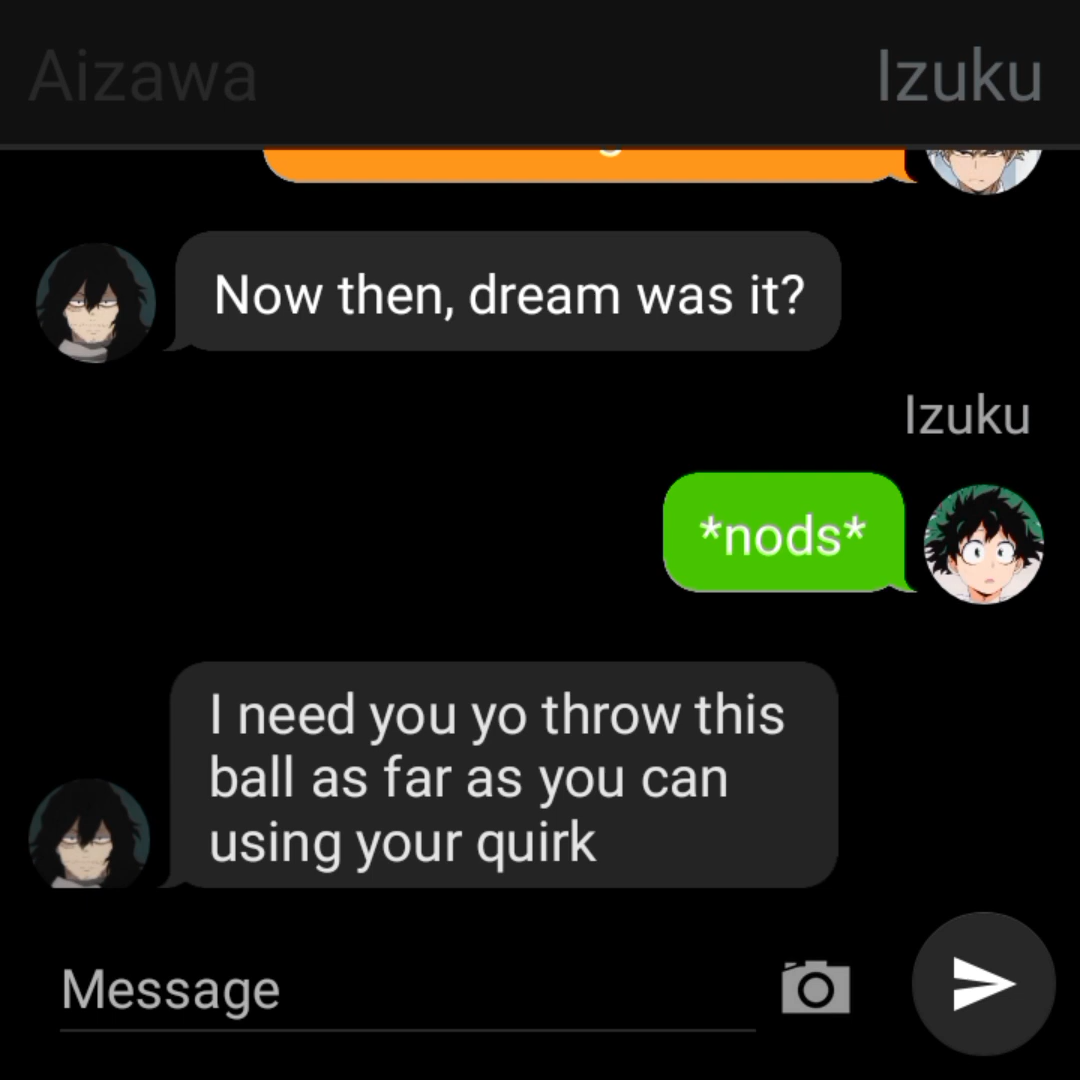 Aizawa
Izuku
Now then, dream was it?
Izuku
*nods*
I need you yo throw this
ball as far as you can
using your quirk
Message